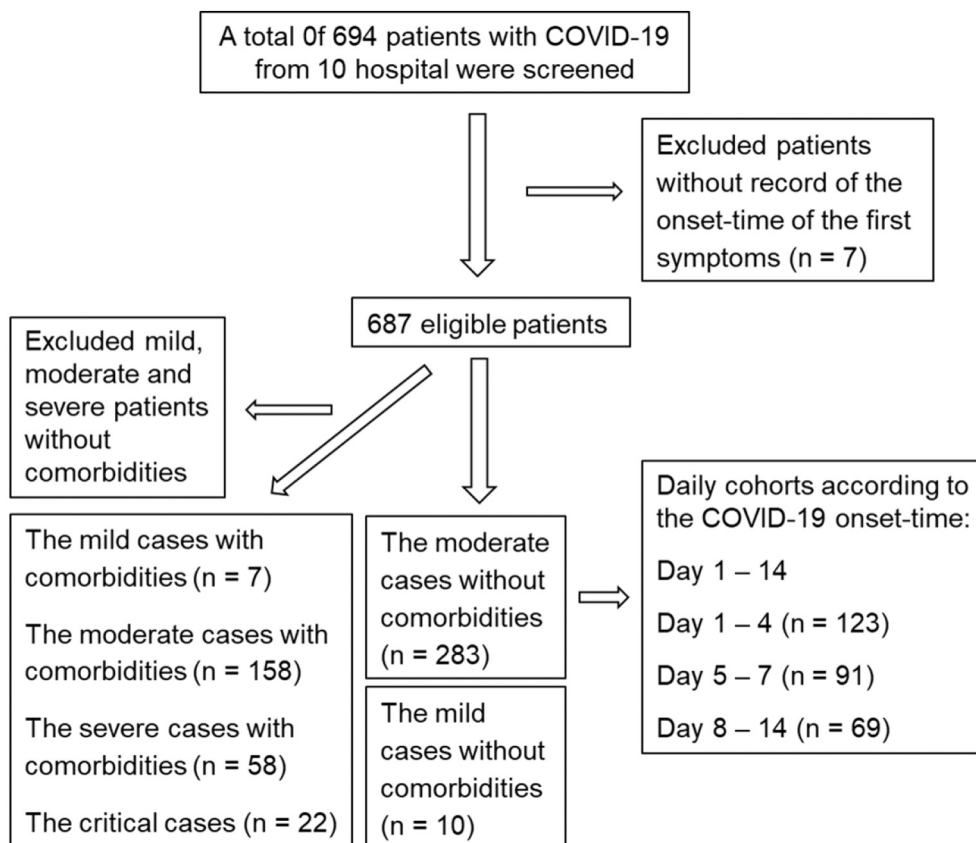 A total 0f 694 patients with COVID-19
from 10 hospital were screened
Excluded patients
without record of the
onset-time of the first
symptoms (n = 7)
687 eligible patients
Excluded mild,
moderate and
severe patients
without
comorbidities
The mild cases with
comorbidities (n = 7)
The moderate cases with
comorbidities (n = 158)
The severe cases with
comorbidities (n = 58)
The critical cases (n = 22)
The moderate
cases without
comorbidities
(n = 283)
The mild
cases without
comorbidities
(n = 10)
Daily cohorts according to
the COVID-19 onset-time:
Day 1 – 14
Day 1 – 4 (n = 123)
Day 5 – 7 (n = 91)
Day 8 – 14 (n = 69)